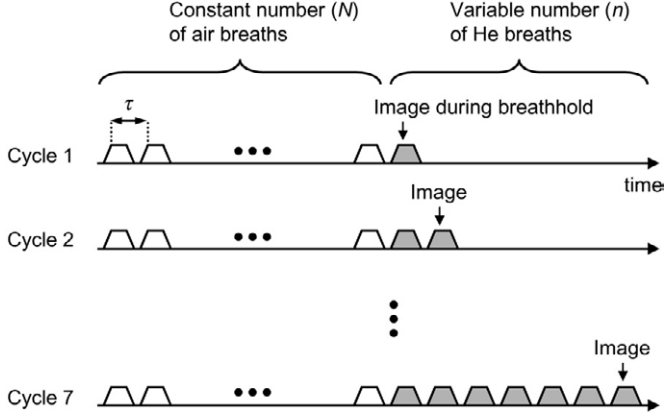 Constant number (N)
of air breaths
Variable number (n)
of He breaths
τ
Image during breathhold
Cycle 1
time
Image
Cycle 2
Image
Cycle 7